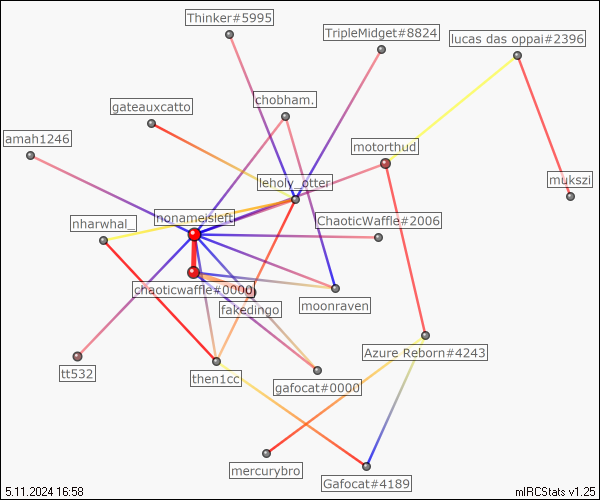 Thinker#5995
TripleMidget#8824
lucas das oppai#2396
gateauxcatto
chobham.
amah1246
motorthud
leholy_otter
mukszi
nharwhal_
nonameisleft
ChaoticWaffle#2006
chaoticwaffle#0000
fakedingo
moonraven
Azure Reborn#4243
tt532
then1cc
gafocat#0000
mercurybro
Gafocat#4189
5.11.2024 16:58
mIRCStats v1.25